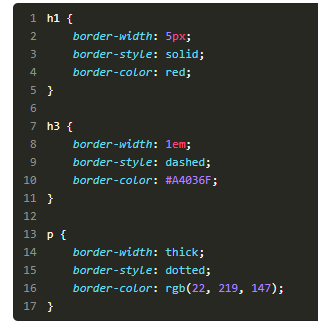 1 h1 {
2     border-width: 5px;
3     border-style: solid;
4     border-color: red;
5 }
6
7 h3 {
8     border-width: 1em;
9     border-style: dashed;
10     border-color: #A4036F;
11 }
12
13 p {
14     border-width: thick;
15     border-style: dotted;
16     border-color: rgb(22, 219, 147);
17 }